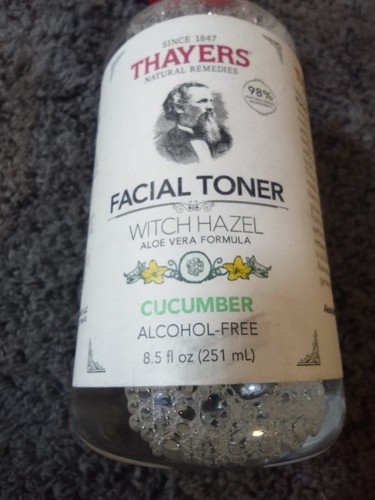 SINCE 1847
THAYERS
NATURAL REMEDIES
98%
FACIAL TONER
WITCH HAZEL
ALOE VERA FORMULA
CUCUMBER
ALCOHOL-FREE
8.5 fl oz (251 mL)